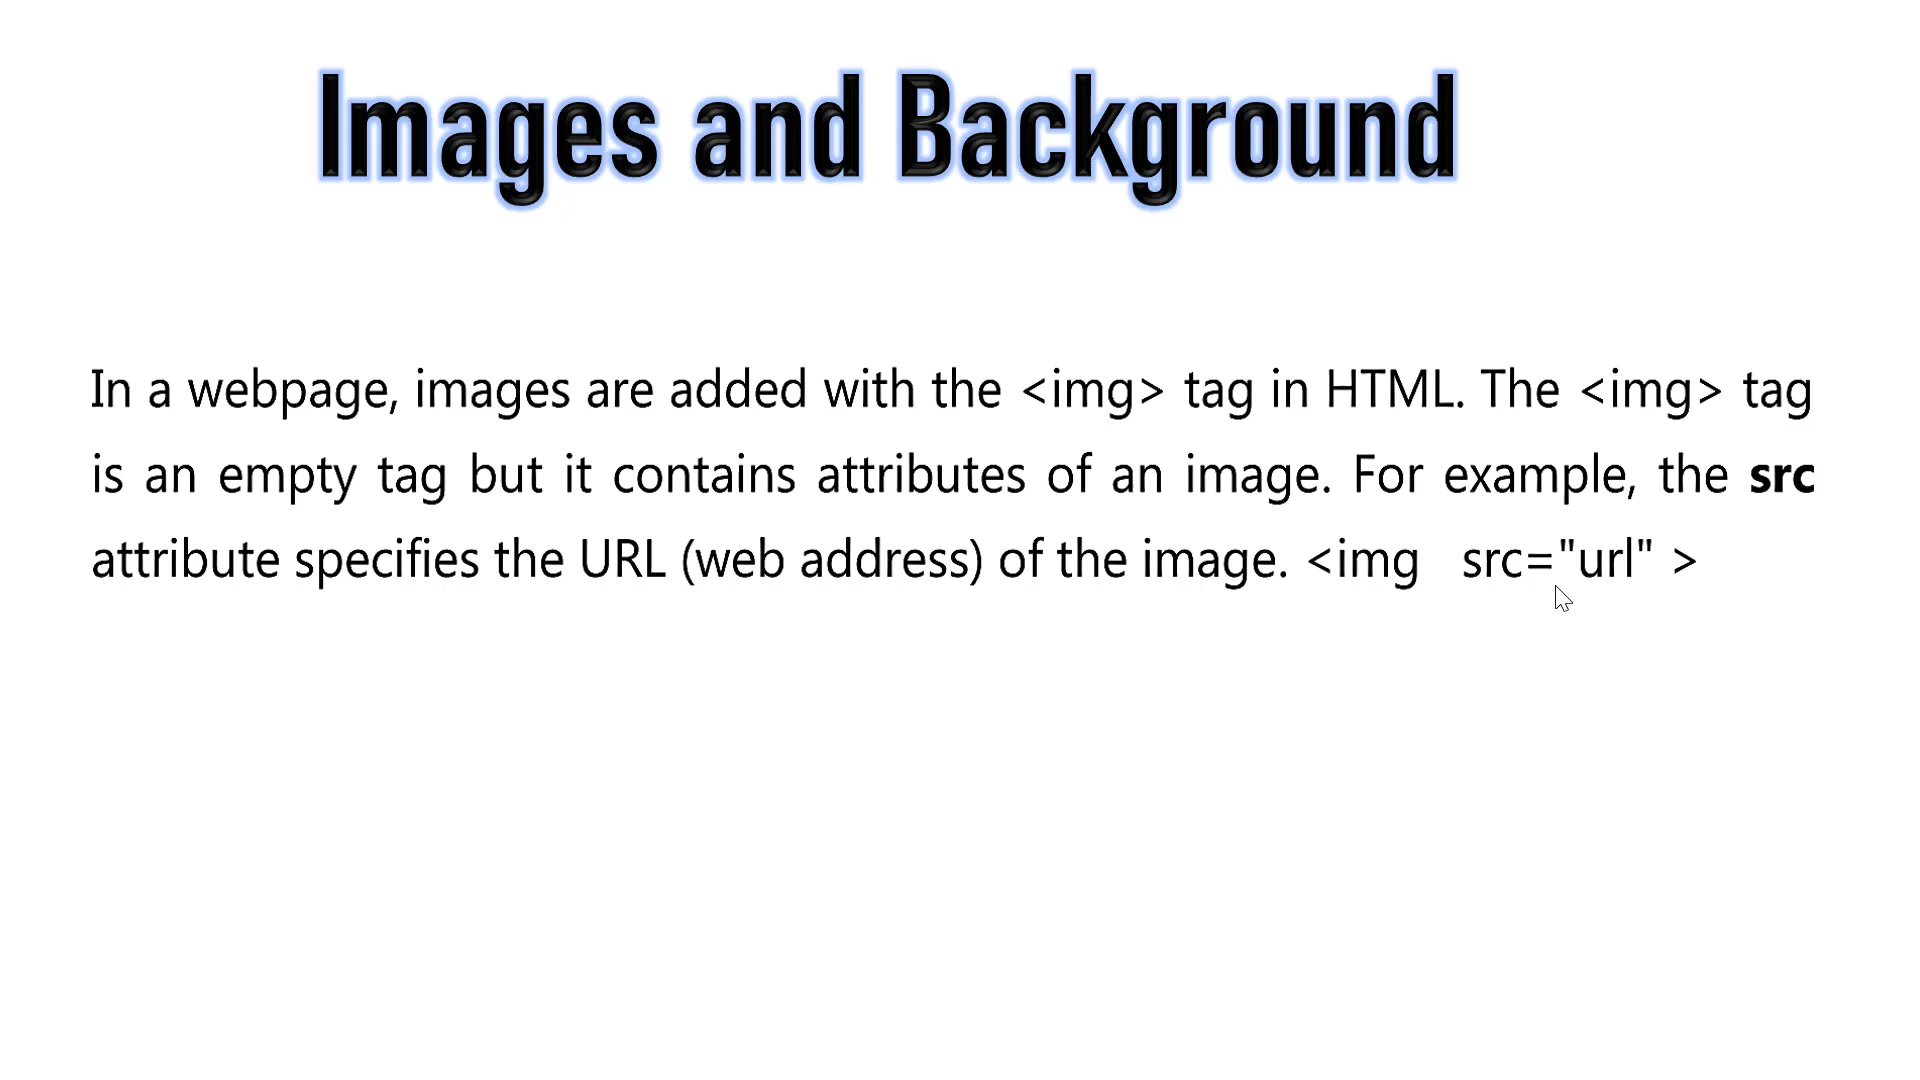 Images and Background
In a webpage, images are added with the <img> tag in HTML. The <img> tag
is an empty tag but it contains attributes of an image. For example, the src
attribute specifies the URL (web address) of the image. <img   src="url" >